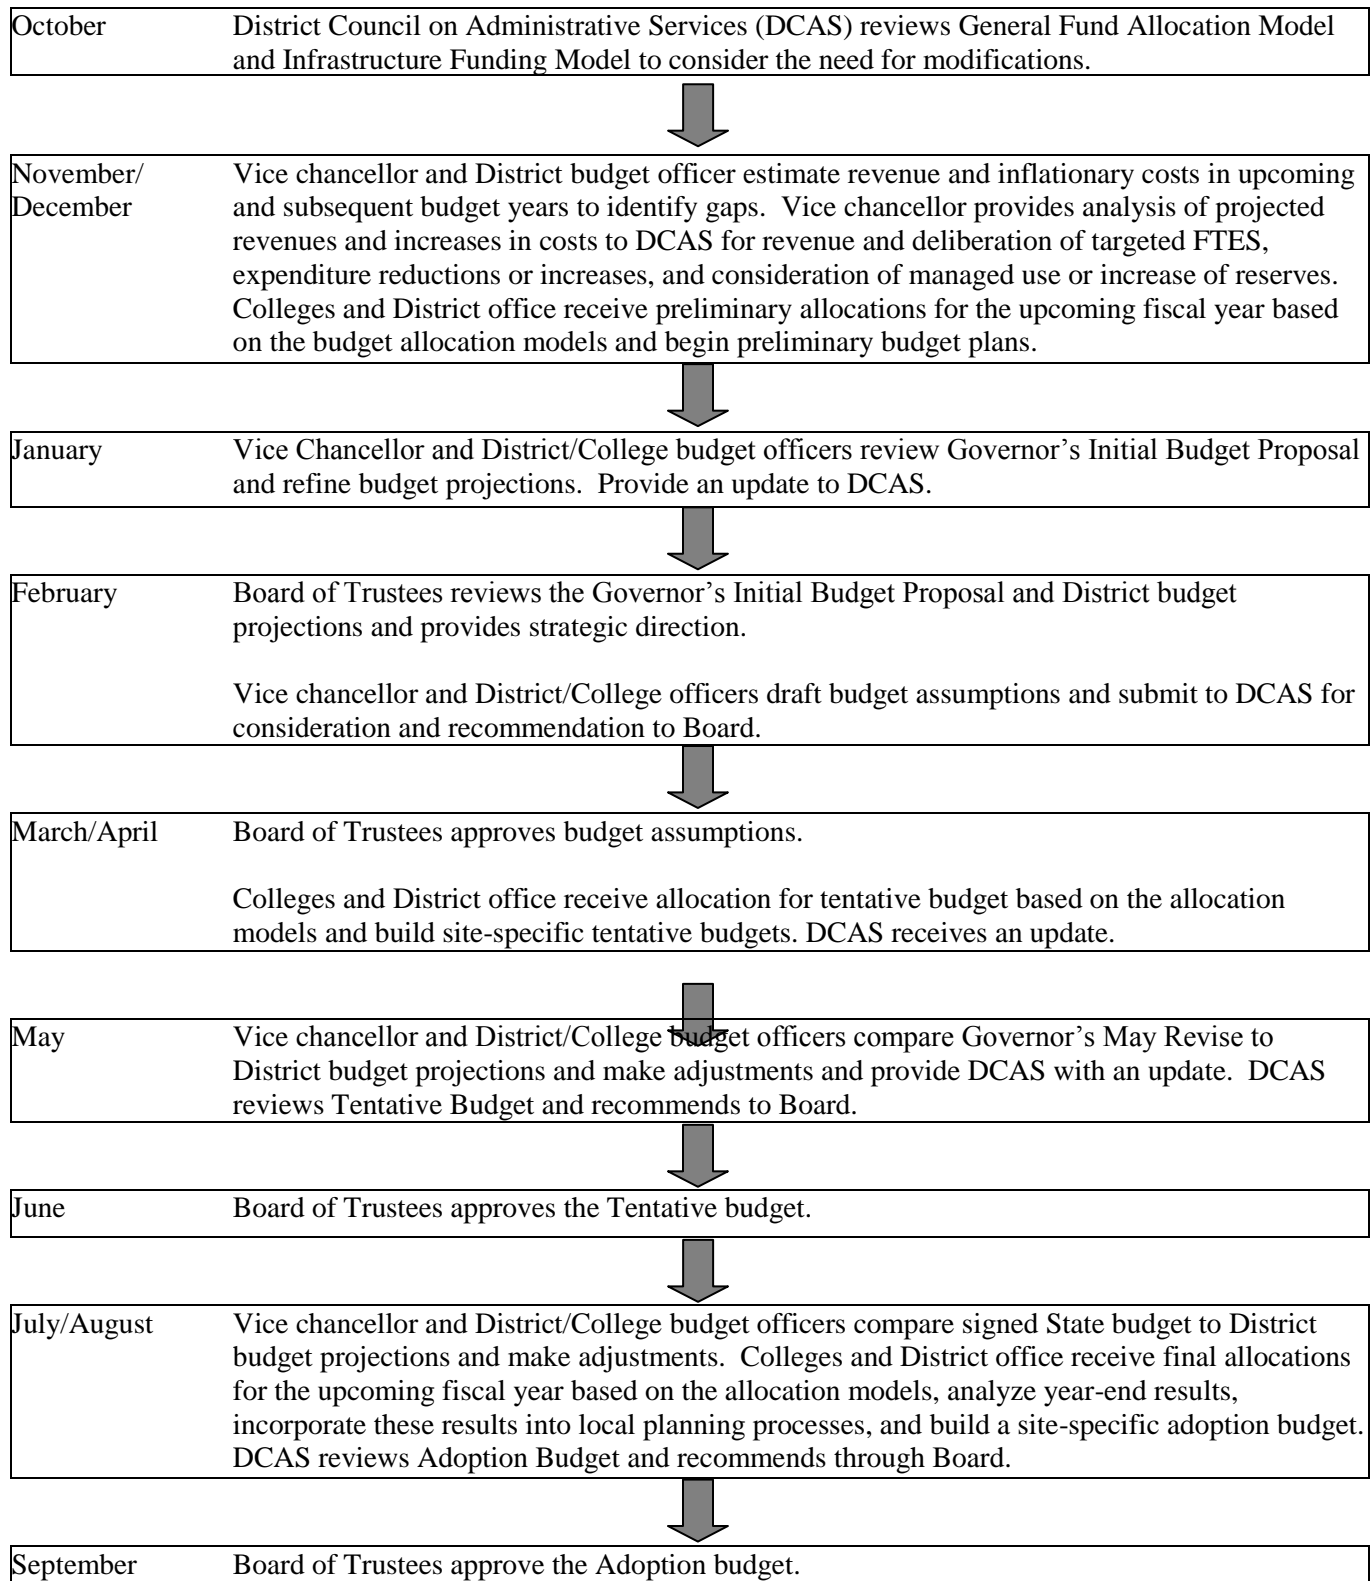 October District Council on Administrative Services (DCAS) reviews General Fund Allocation Model
and Infrastructure Funding Model to consider the need for modifications.
November/ Vice chancellor and District budget officer estimate revenue and inflationary costs in upcoming
December and subsequent budget years to identify gaps. Vice chancellor provides analysis of projected
revenues and increases in costs to DCAS for revenue and deliberation of targeted FTES,
expenditure reductions or increases, and consideration of managed use or increase of reserves.
Colleges and District office receive preliminary allocations for the upcoming fiscal year based
on the budget allocation models and begin preliminary budget plans.
January Vice Chancellor and District/College budget officers review Governor's Initial Budget Proposal
and refine budget projections. Provide an update to DCAS.
February Board of Trustees reviews the Governor's Initial Budget Proposal and District budget
projections and provides strategic direction.
Vice chancellor and District/College officers draft budget assumptions and submit to DCAS for
consideration and recommendation to Board.
March/April Board of Trustees approves budget assumptions.
Colleges and District office receive allocation for tentative budget based on the allocation
models and build site-specific tentative budgets. DCAS receives an update.
May Vice chancellor and District/College budget officers compare Governor's May Revise to
District budget projections and make adjustments and provide DCAS with an update. DCAS
reviews Tentative Budget and recommends to Board.
June Board of Trustees approves the Tentative budget.
July/August Vice chancellor and District/College budget officers compare signed State budget to District
budget projections and make adjustments. Colleges and District office receive final allocations
for the upcoming fiscal year based on the allocation models, analyze year-end results,
incorporate these results into local planning processes, and build a site-specific adoption budget.
DCAS reviews Adoption Budget and recommends through Board.
September Board of Trustees approve the Adoption budget.